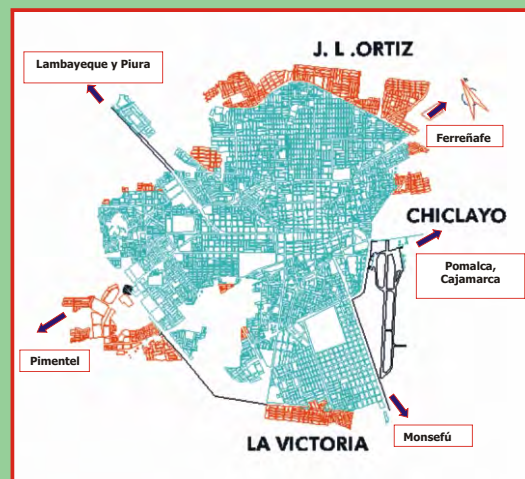 J. L .ORTIZ
Lambayeque y Piura
Ferreñafe
CHICLAYO
Pomalca,
Cajamarca
Pimentel
Monsefú
LA VICTORIA